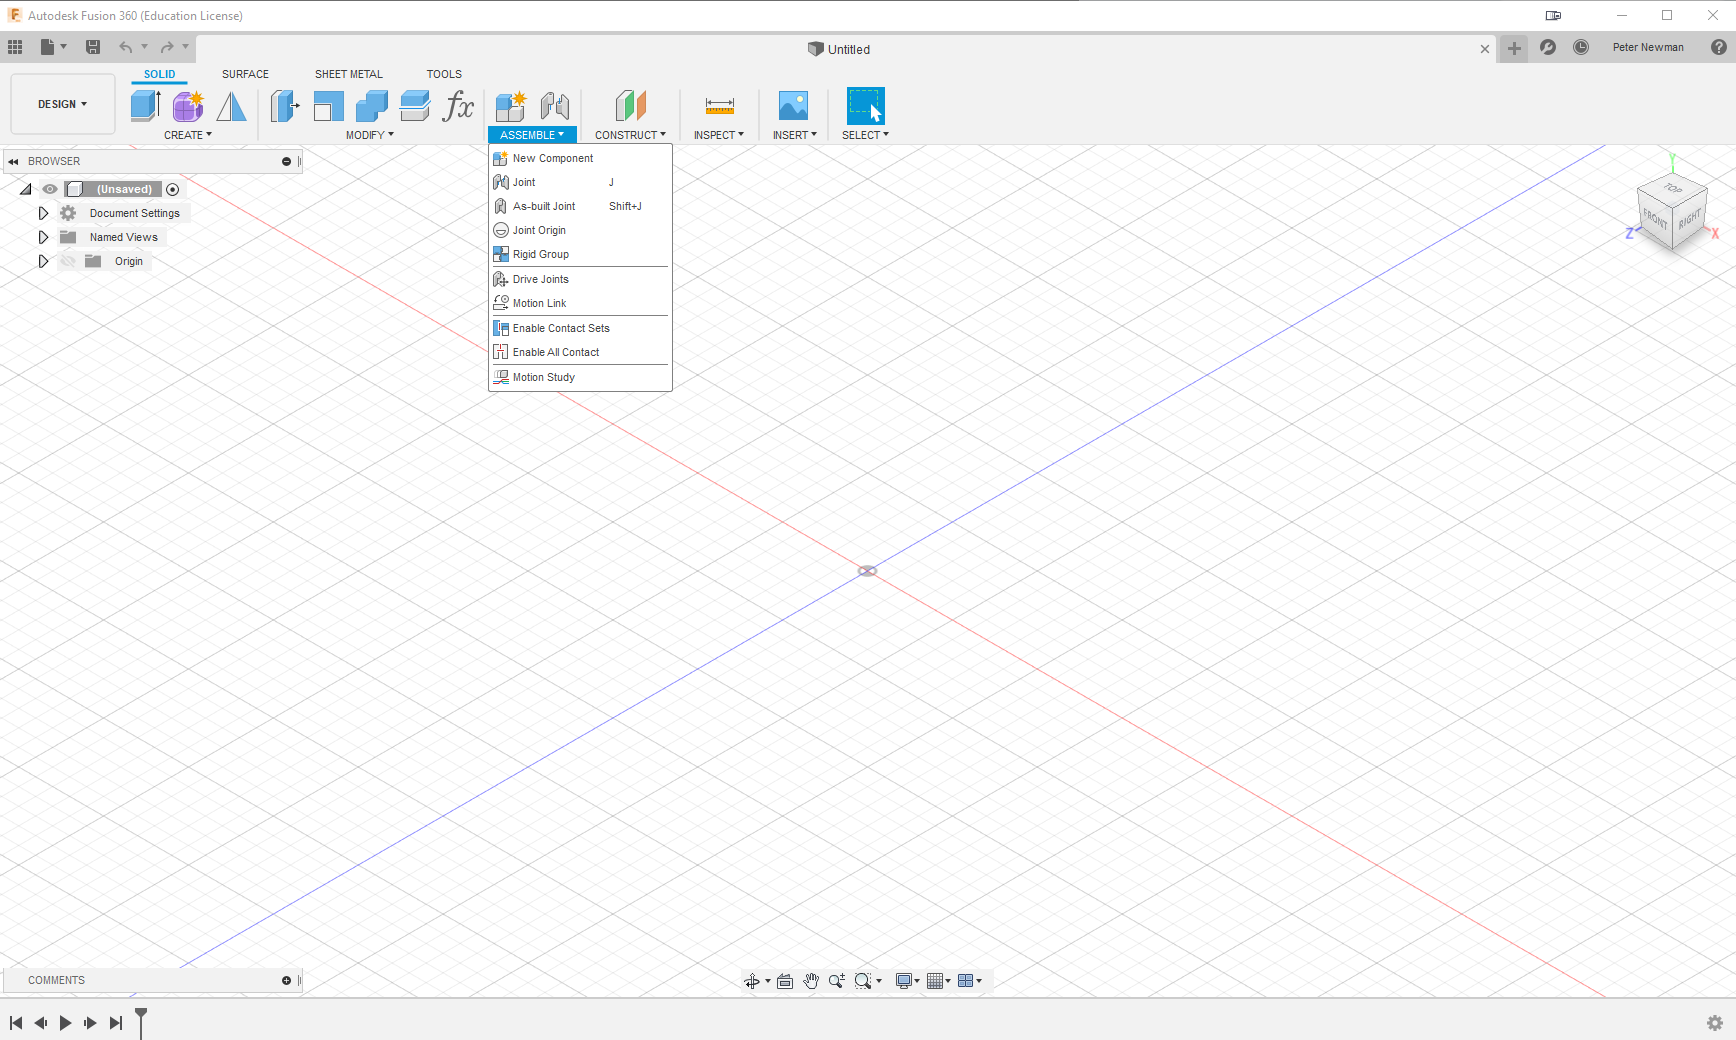 Autodesk Fusion 360 (Education License)
Untitled
Peter Newman
SOLID SURFACE SHEET METAL TOOLS
DESIGN
CREATE MODIFY ASSEMBLE CONSTRUCT INSPECT INSERT SELECT
BROWSER
(Unsaved)
Document Settings
Named Views
Origin
New Component
Joint J
As-built Joint Shift+J
Joint Origin
Rigid Group
Drive Joints
Motion Link
Enable Contact Sets
Enable All Contact
Motion Study
Y
TOP
FRONT RIGHT
Z X
COMMENTS